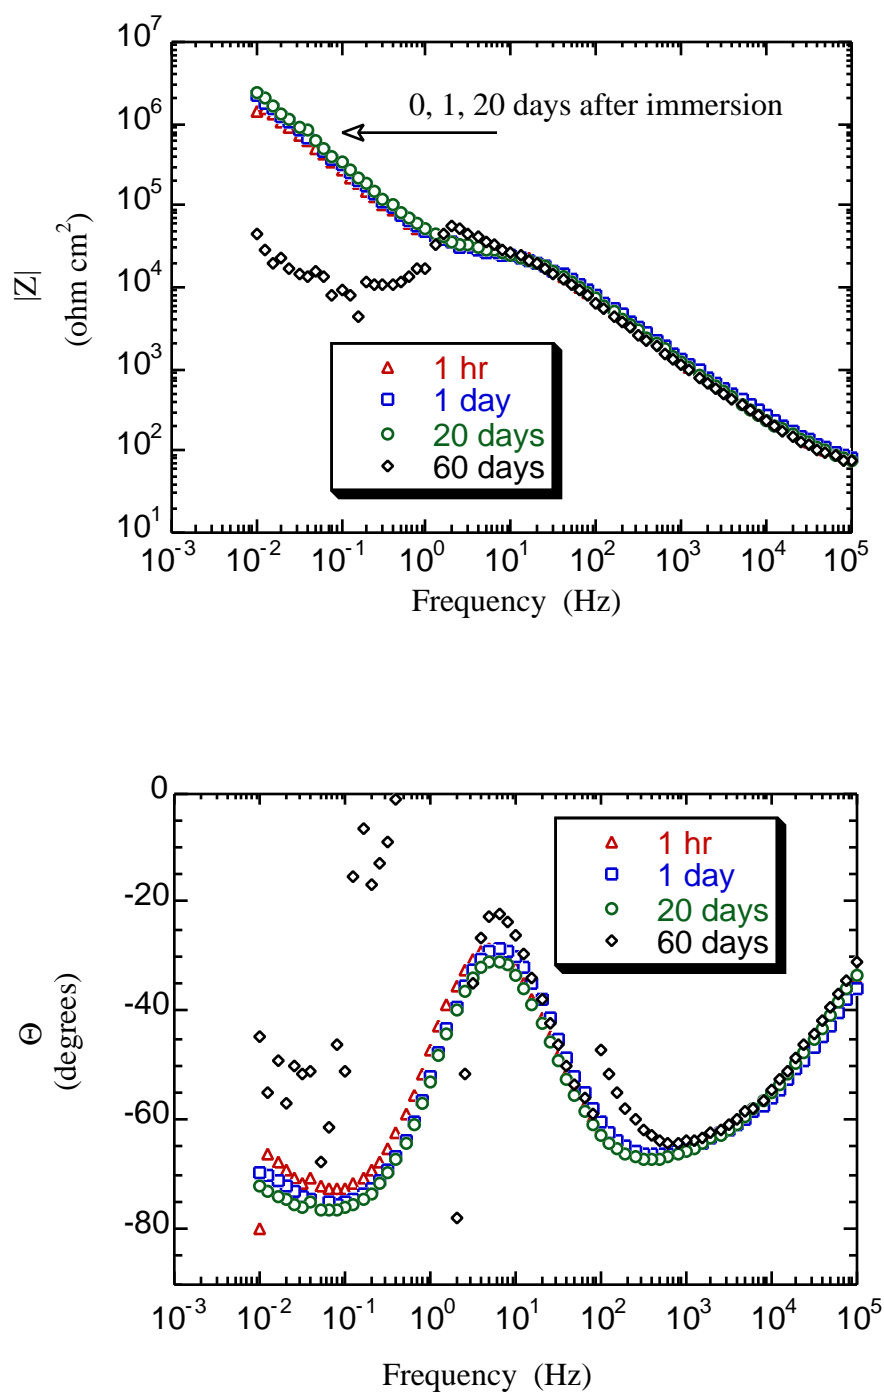 10^7
10^6
10^5
10^4
10^3
10^2
10^1
|Z|
(ohm cm^2)
0, 1, 20 days after immersion
1 hr
1 day
20 days
60 days
10^-3 10^-2 10^-1 10^0 10^1 10^2 10^3 10^4 10^5
Frequency (Hz)
0
-20
-40
-60
-80
Θ
(degrees)
1 hr
1 day
20 days
60 days
10^-3 10^-2 10^-1 10^0 10^1 10^2 10^3 10^4 10^5
Frequency (Hz)